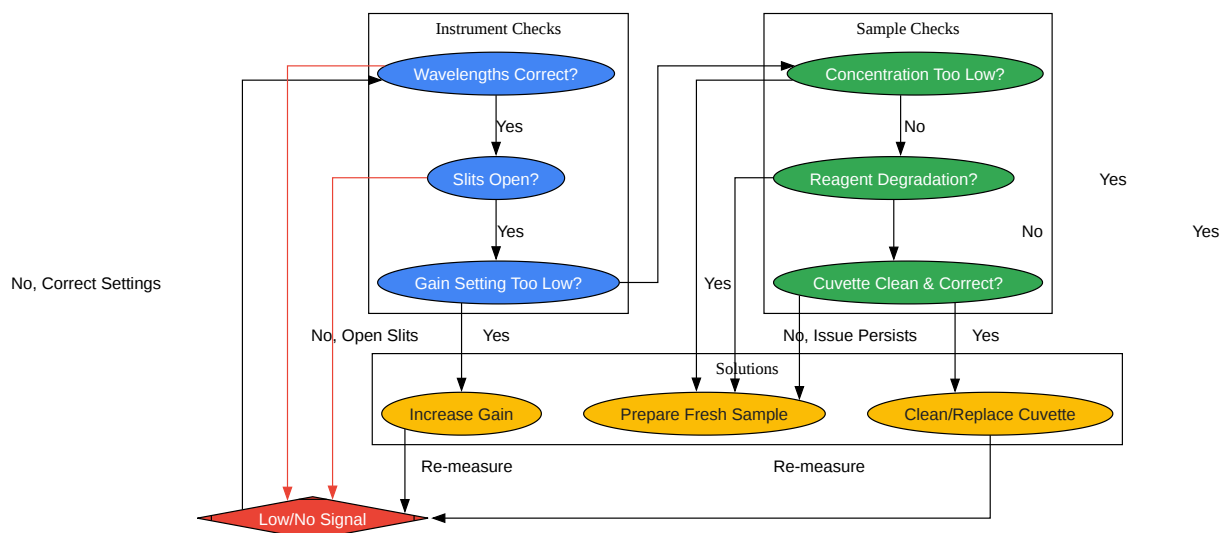 Instrument Checks
Sample Checks
Wavelengths Correct?
Concentration Too Low?
Yes
No
Slits Open?
Reagent Degradation?
Yes
Yes
No
Yes
No, Correct Settings
Gain Setting Too Low?
Yes
Cuvette Clean & Correct?
No, Open Slits
Yes
No, Issue Persists
Yes
Solutions
Increase Gain
Prepare Fresh Sample
Clean/Replace Cuvette
Re-measure
Re-measure
Low/No Signal